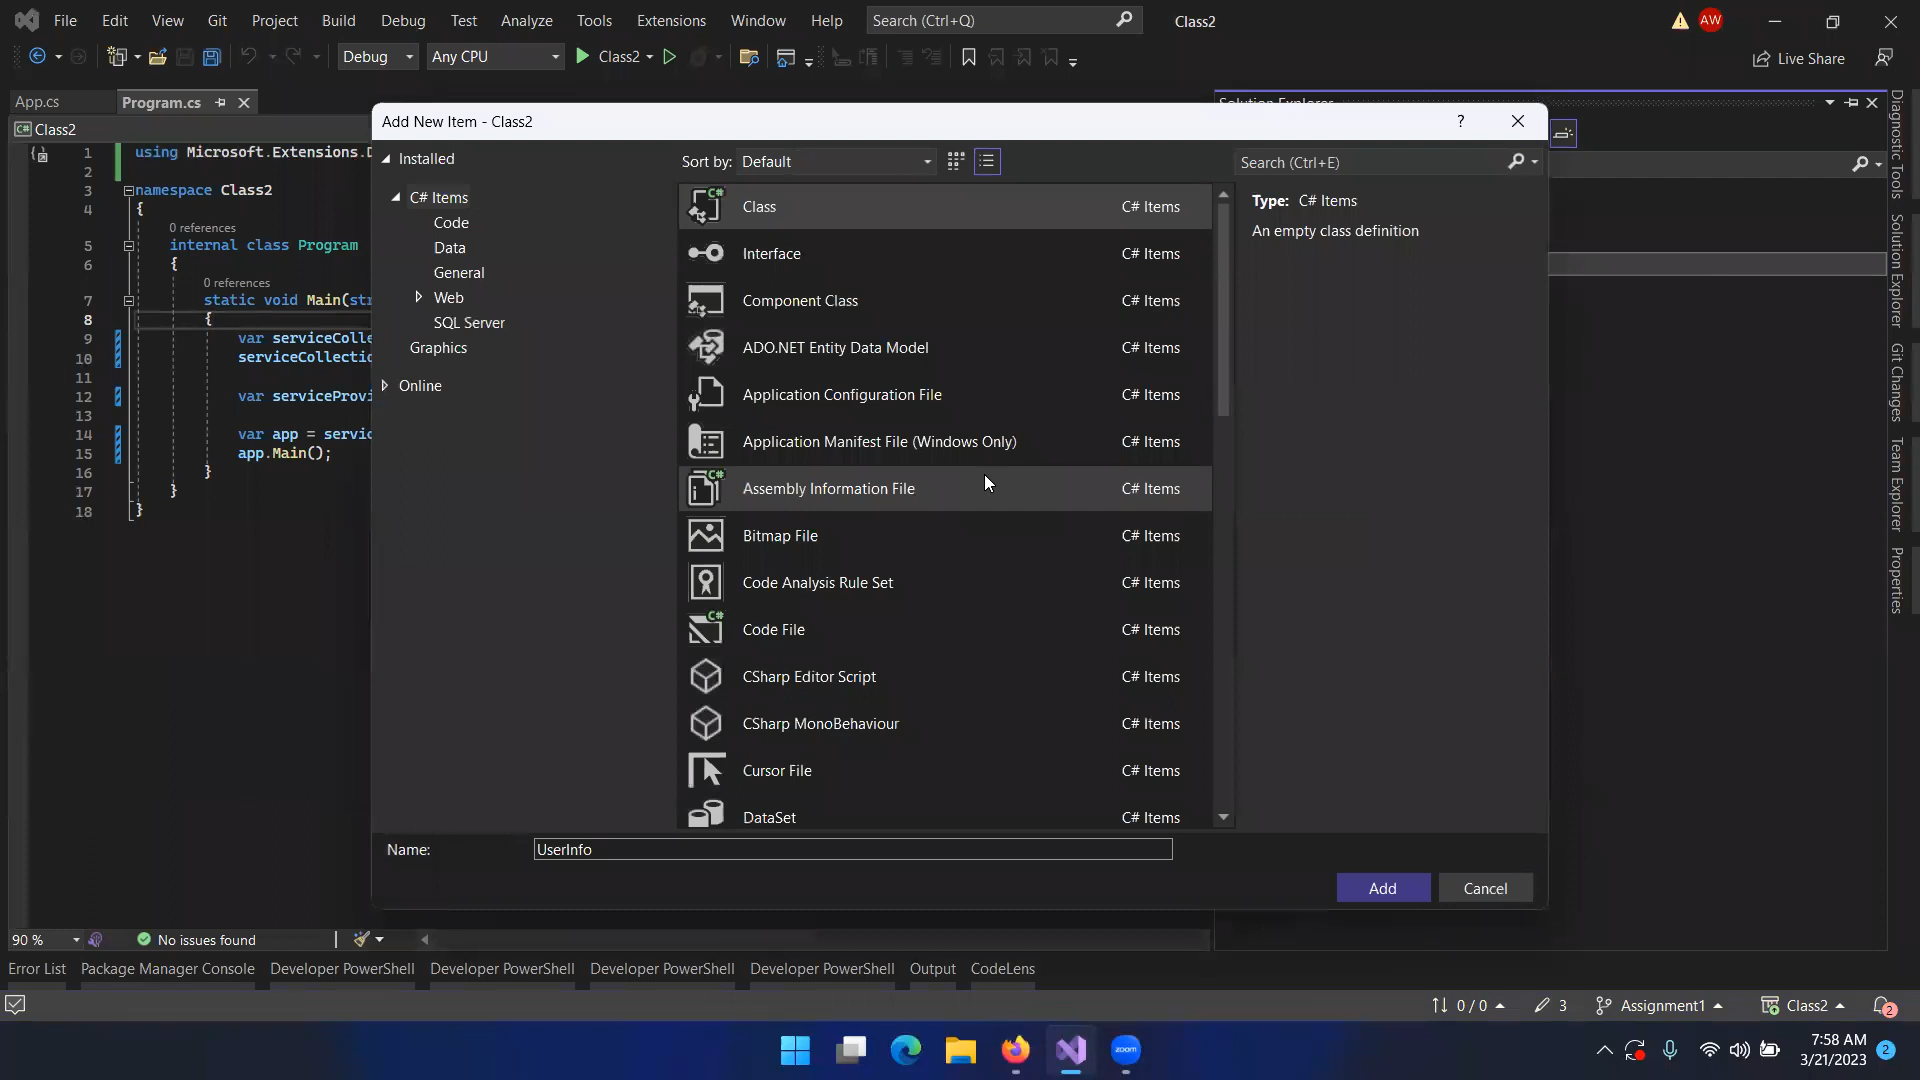 File Edit View Git Project Build Debug Test Analyze Tools Extensions Window Help Search (Ctrl+Q) Class2 AW
Debug Any CPU Class2 Live Share
App.cs Program.cs
Class2
1 using Microsoft.Extensions.
2
3 namespace Class2
4 {
0 references
5 internal class Program
6 {
0 references
7 static void Main(
8 {
9 var
10
11
12 var
13
14 var app =
15 app.Main();
16 }
17 }
18 }
Add New Item - Class2 ?
Installed
C# Items
Code
Data
General
Web
SQL Server
Graphics
Online
Sort by: Default
Search (Ctrl+E)
Class C# Items
Interface C# Items
Component Class C# Items
ADO.NET Entity Data Model C# Items
Application Configuration File C# Items
Application Manifest File (Windows Only) C# Items
Assembly Information File C# Items
Bitmap File C# Items
Code Analysis Rule Set C# Items
Code File C# Items
CSharp Editor Script C# Items
CSharp MonoBehaviour C# Items
Cursor File C# Items
DataSet C# Items
Type: C# Items
An empty class definition
Name: UserInfo
Add Cancel
Diagnostic Tools
Solution Explorer
Git Changes
Team Explorer
Properties
90 % No issues found
Error List Package Manager Console Developer PowerShell Developer PowerShell Developer PowerShell Developer PowerShell Output CodeLens
0 / 0 3 Assignment1 Class2 2
zoom
7:58 AM
3/21/2023 2